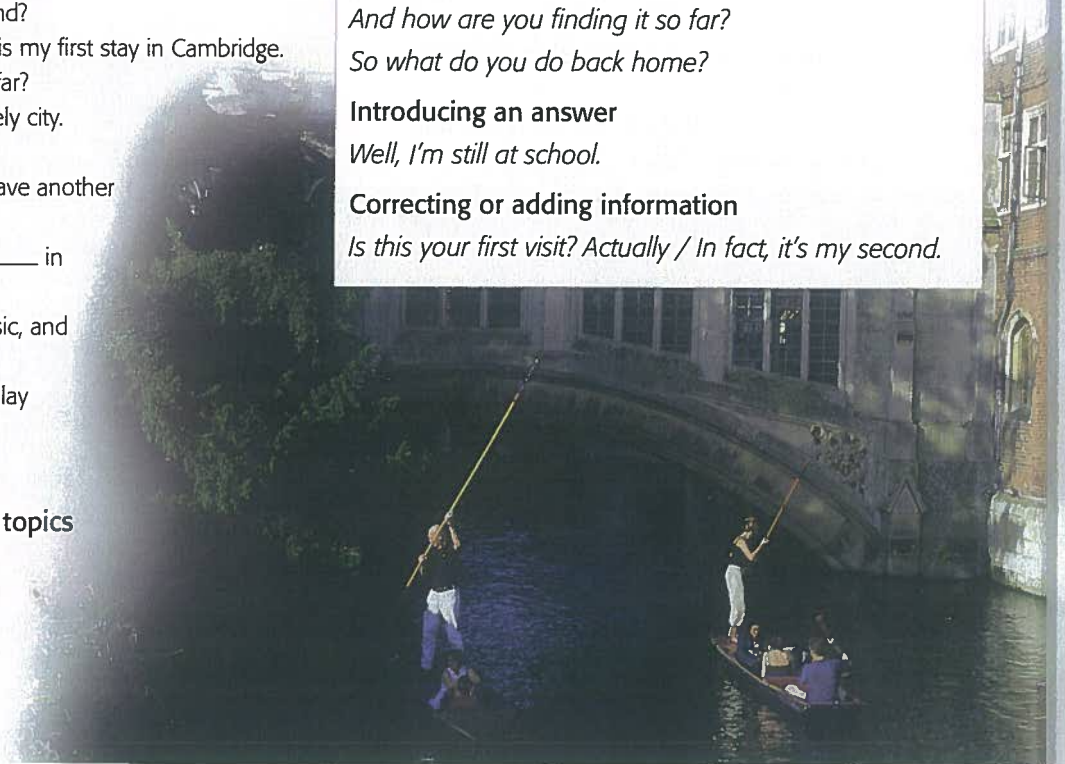 nd?
is my first stay in Cambridge.
far?
ely city.
ave another
____ in
sic, and
lay
topics
And how are you finding it so far?
So what do you do back home?
Introducing an answer
Well, I'm still at school.
Correcting or adding information
Is this your first visit? Actually / In fact, it's my second.